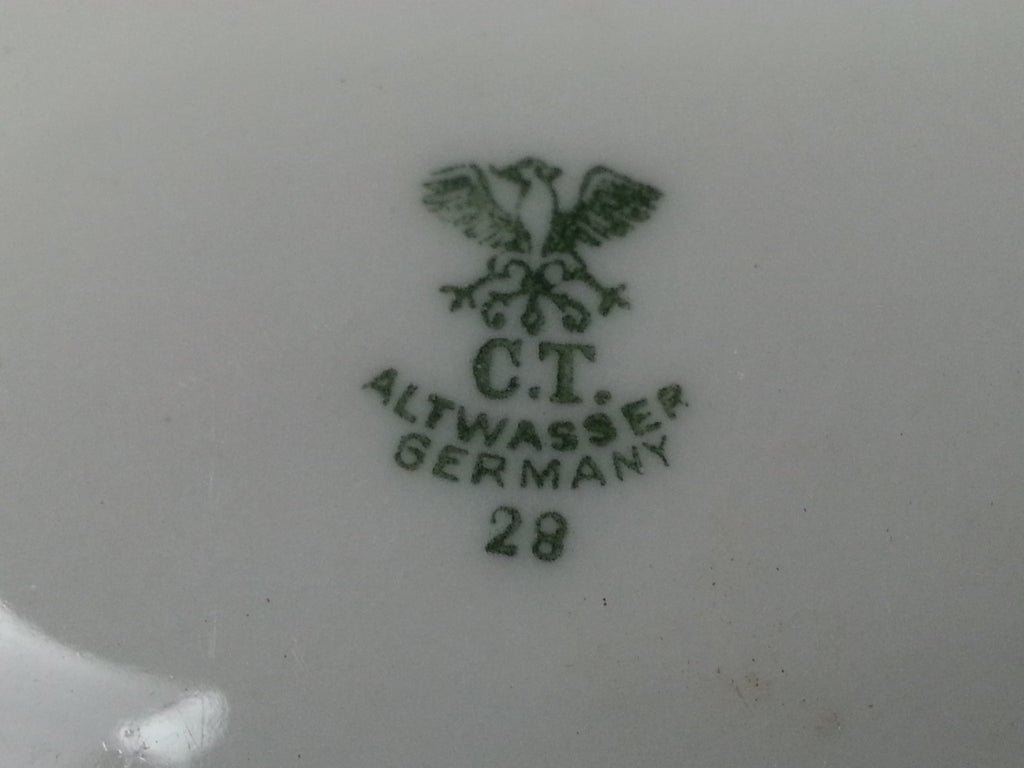 C.T.
ALTWASSER
GERMANY
28